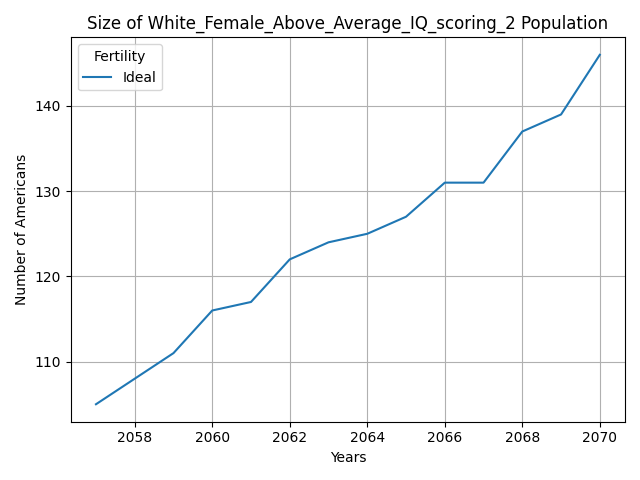 Size of White_Female_Above_Average_IQ_scoring_2 Population
Fertility
Ideal
140
130
120
110
Number of Americans
2058 2060 2062 2064 2066 2068 2070
Years